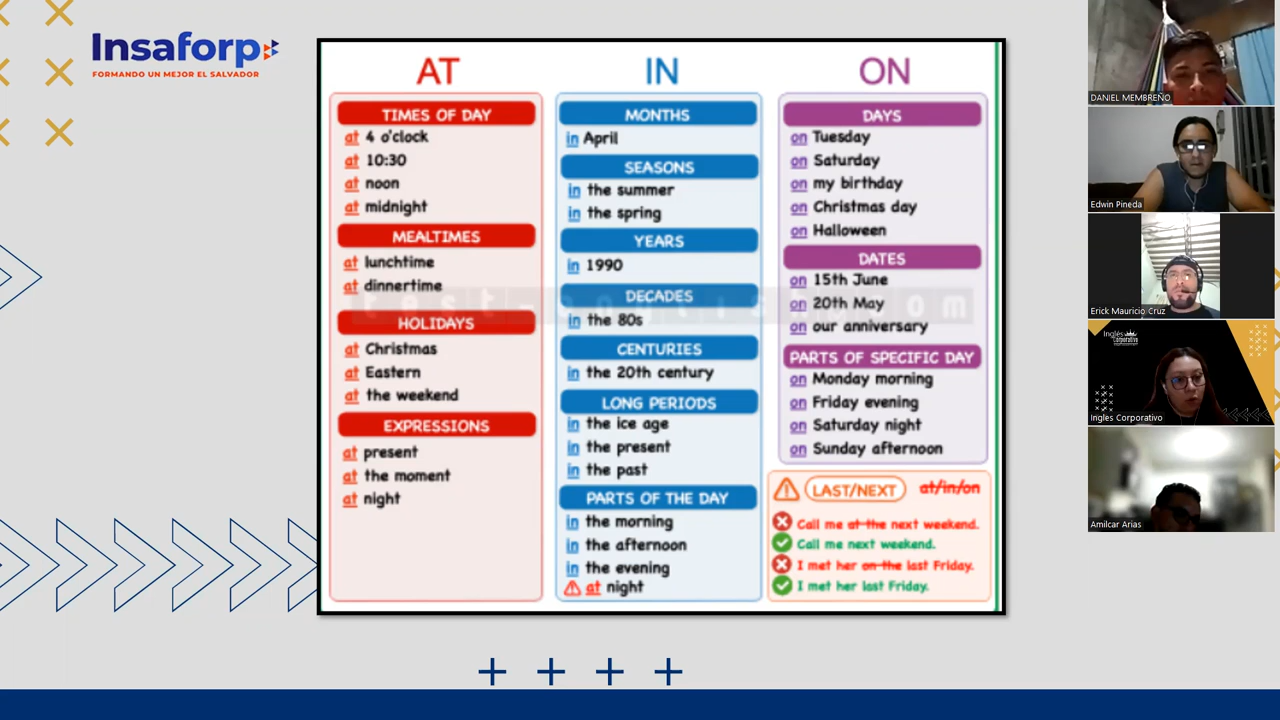 Insaforp
FORMANDO UN MEJOR EL SALVADOR
AT
TIMES OF DAY
at 4 o'clock
at 10:30
at noon
at midnight
MEALTIMES
at lunchtime
at dinnertime
HOLIDAYS
at Christmas
at Eastern
at the weekend
EXPRESSIONS
at present
at the moment
at night
IN
MONTHS
in April
SEASONS
in the summer
in the spring
YEARS
in 1990
DECADES
in the 80s
CENTURIES
in the 20th century
LONG PERIODS
in the ice age
in the present
in the past
PARTS OF THE DAY
in the morning
in the afternoon
in the evening
at night
ON
DAYS
on Tuesday
on Saturday
on my birthday
on Christmas day
on Halloween
DATES
on 15th June
on 20th May
on our anniversary
PARTS OF SPECIFIC DAY
on Monday morning
on Friday evening
on Saturday night
on Sunday afternoon
LAST/NEXT at/in/on
Call me at the next weekend.
Call me next weekend.
I met her on the last Friday.
I met her last Friday.
DANIEL MEMBREÑO
Edwin Pineda
Erick Mauricio Cruz
Inglés
Corporativo
Ingles Corporativo
Amilcar Arias